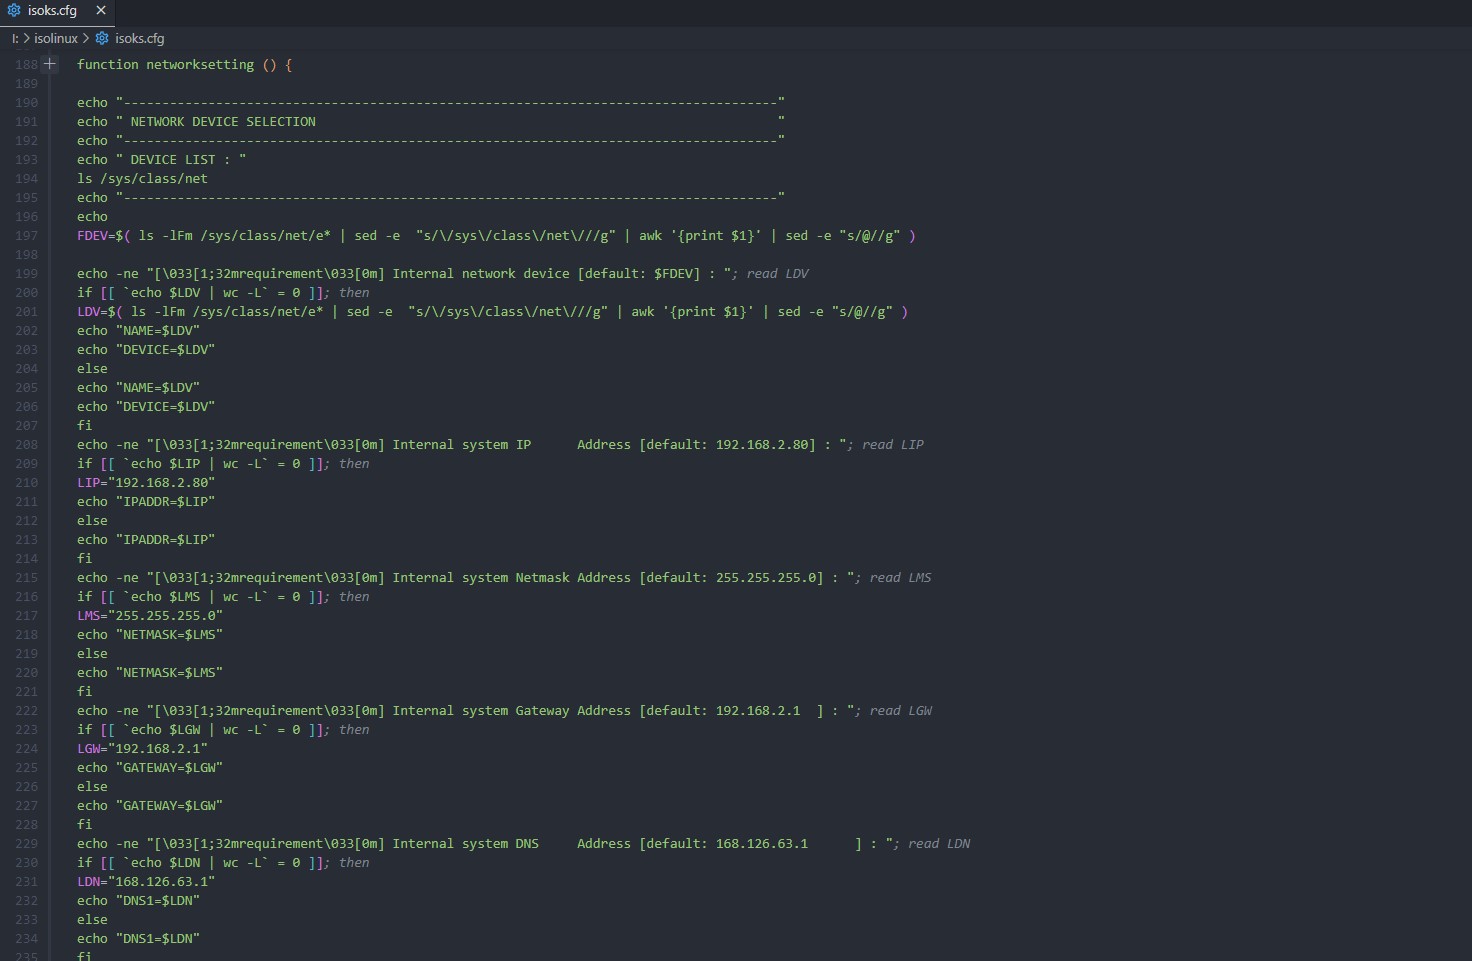 isoks.cfg
I: > isolinux > isoks.cfg
188 function networksetting () {
189
190 echo "-------------------------------------------------------------------------------------"
191 echo " NETWORK DEVICE SELECTION                                                            "
192 echo "-------------------------------------------------------------------------------------"
193 echo " DEVICE LIST : "
194 ls /sys/class/net
195 echo "-------------------------------------------------------------------------------------"
196 echo
197 FDEV=$( ls -lFm /sys/class/net/e* | sed -e  "s/\/sys\/class\/net\///g" | awk '{print $1}' | sed -e "s/@//g" )
198
199 echo -ne "[\033[1;32mrequirement\033[0m] Internal network device [default: $FDEV] : "; read LDV
200 if [[ `echo $LDV | wc -L` = 0 ]]; then
201 LDV=$( ls -lFm /sys/class/net/e* | sed -e  "s/\/sys\/class\/net\///g" | awk '{print $1}' | sed -e "s/@//g" )
202 echo "NAME=$LDV"
203 echo "DEVICE=$LDV"
204 else
205 echo "NAME=$LDV"
206 echo "DEVICE=$LDV"
207 fi
208 echo -ne "[\033[1;32mrequirement\033[0m] Internal system IP      Address [default: 192.168.2.80] : "; read LIP
209 if [[ `echo $LIP | wc -L` = 0 ]]; then
210 LIP="192.168.2.80"
211 echo "IPADDR=$LIP"
212 else
213 echo "IPADDR=$LIP"
214 fi
215 echo -ne "[\033[1;32mrequirement\033[0m] Internal system Netmask Address [default: 255.255.255.0] : "; read LMS
216 if [[ `echo $LMS | wc -L` = 0 ]]; then
217 LMS="255.255.255.0"
218 echo "NETMASK=$LMS"
219 else
220 echo "NETMASK=$LMS"
221 fi
222 echo -ne "[\033[1;32mrequirement\033[0m] Internal system Gateway Address [default: 192.168.2.1  ] : "; read LGW
223 if [[ `echo $LGW | wc -L` = 0 ]]; then
224 LGW="192.168.2.1"
225 echo "GATEWAY=$LGW"
226 else
227 echo "GATEWAY=$LGW"
228 fi
229 echo -ne "[\033[1;32mrequirement\033[0m] Internal system DNS     Address [default: 168.126.63.1      ] : "; read LDN
230 if [[ `echo $LDN | wc -L` = 0 ]]; then
231 LDN="168.126.63.1"
232 echo "DNS1=$LDN"
233 else
234 echo "DNS1=$LDN"
235 fi